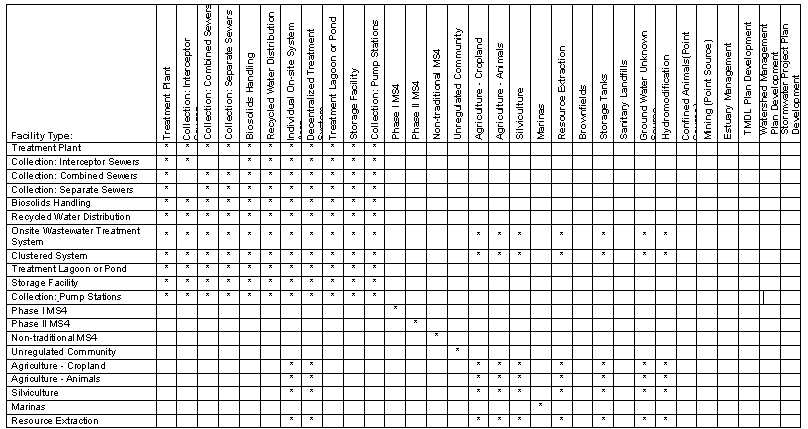 Treatment Plant
Collection: Interceptor
Collection: Combined Sewers
Collection: Separate Sewers
Biosolids Handling
Recycled Water Distribution
Individual On-site System
Decentralized Treatment
Treatment Lagoon or Pond
Storage Facility
Collection: Pump Stations
Phase I MS4
Phase II MS4
Non-traditional MS4
Unregulated Community
Agriculture - Cropland
Agriculture - Animals
Silviculture
Marinas
Resource Extraction
Brownfields
Storage Tanks
Sanitary Landfills
Ground Water Unknown
Hydromodification
Confined Animals(Point
Mining (Point Source)
Estuary Management
TMDL Plan Development
Watershed Management
Plan Development
Stormwater Project Plan
Development
Facility Type:
Treatment Plant * * * * * * * * * * *
Collection: Interceptor Sewers * * * * * * * * *
Collection: Combined Sewers * * * * * * * * * *
Collection: Separate Sewers * * * * * * * * * *
Biosolids Handling * * * * * * * * * * *
Recycled Water Distribution * * * * * * * * * * *
Onsite Wastewater Treatment
System * * * * * * * * * * * * * * * * * *
Clustered System * * * * * * * * * * * * * * * * * *
Treatment Lagoon or Pond * * * * * * * * * * *
Storage Facility * * * * * * * * * * *
Collection: Pump Stations * * * * * * * * * * *
Phase I MS4 *
Phase II MS4 *
Non-traditional MS4 *
Unregulated Community *
Agriculture - Cropland * * * * * * * * *
Agriculture - Animals * * * * * * * * *
Silviculture * * * * * * * * *
Marinas *
Resource Extraction * * * * * * * * *